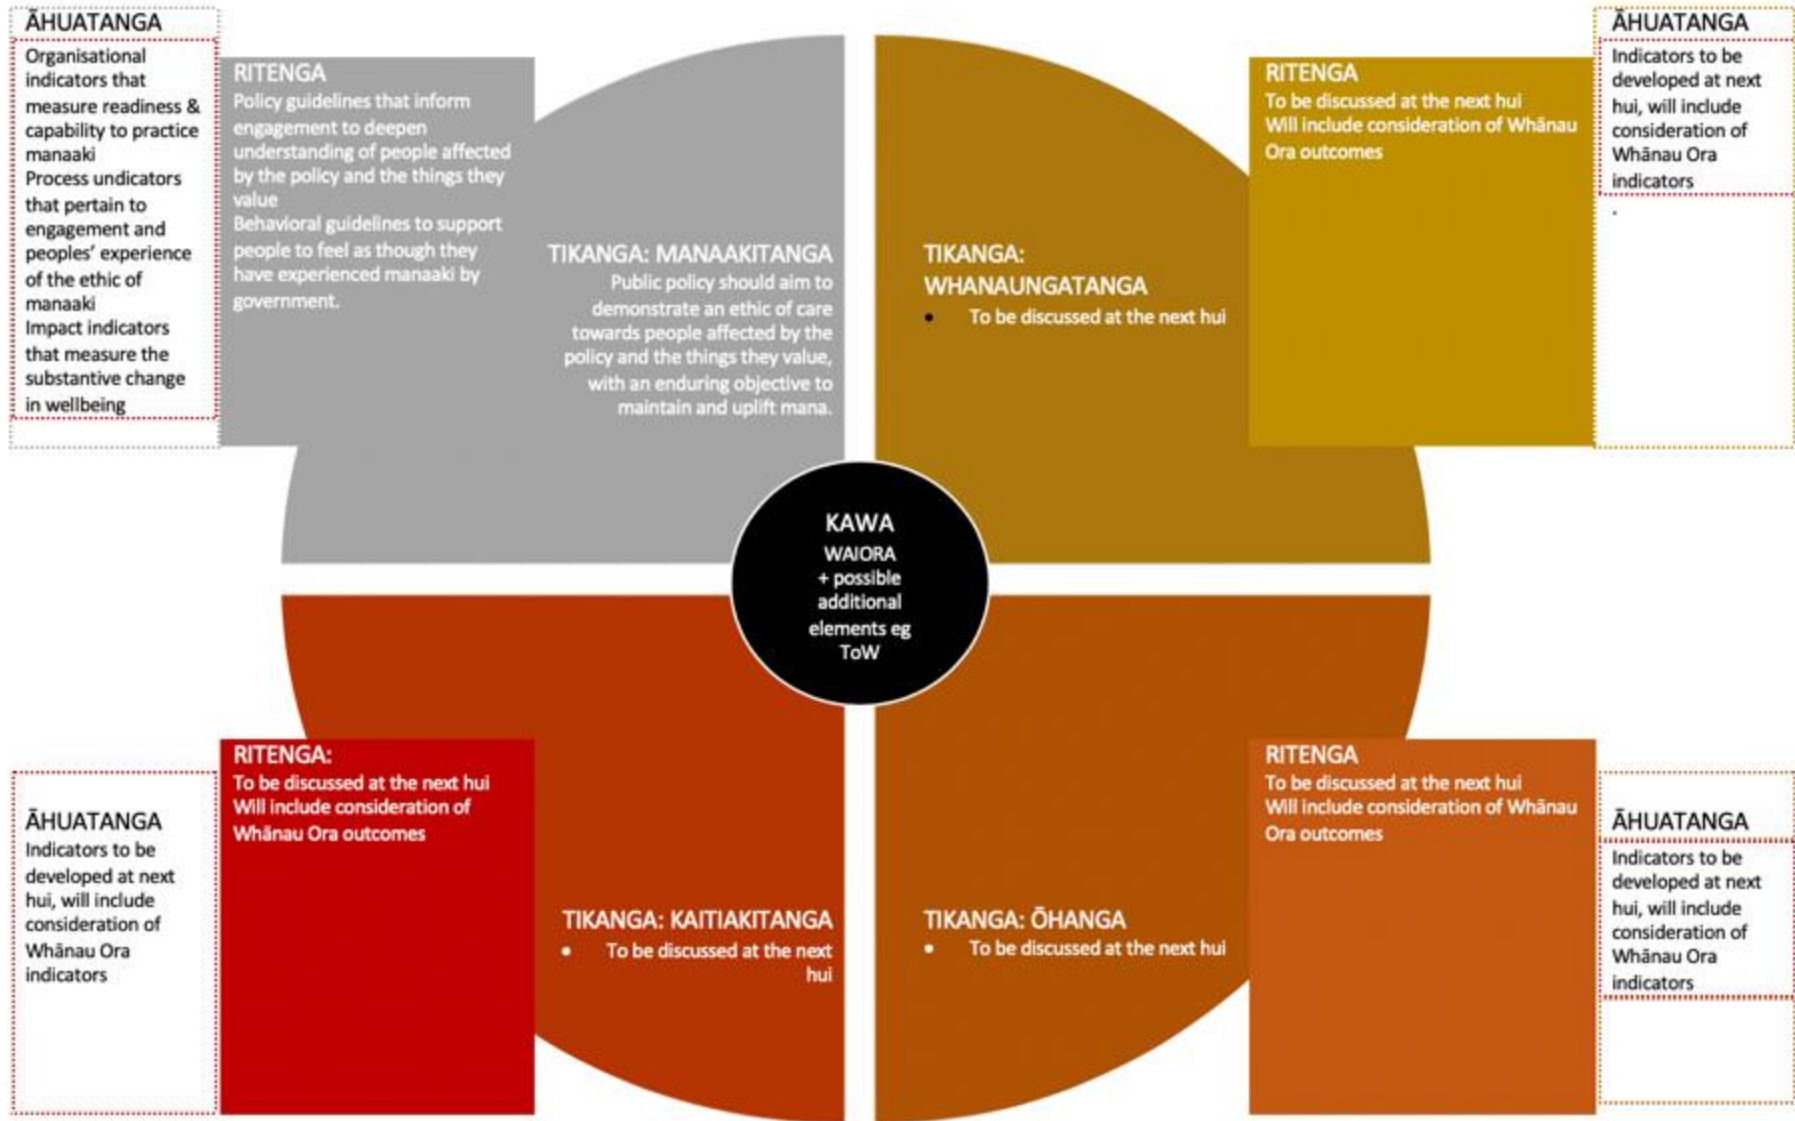 ĀHUATANGA
Organisational
indicators that
measure readiness &
capability to practice
manaaki
Process undicators
that pertain to
engagement and
peoples' experience
of the ethic of
manaaki
Impact indicators
that measure the
substantive change
in wellbeing
RITENGA
Policy guidelines that inform
engagement to deepen
understanding of people affected
by the policy and the things they
value
Behavioral guidelines to support
people to feel as though they
have experienced manaaki by
government.
TIKANGA: MANAAKITANGA
Public policy should aim to
demonstrate an ethic of care
towards people affected by the
policy and the things they value,
with an enduring objective to
maintain and uplift mana.
TIKANGA:
WHANAUNGATANGA
• To be discussed at the next hui
RITENGA
To be discussed at the next hui
Will include consideration of Whānau
Ora outcomes
ĀHUATANGA
Indicators to be
developed at next
hui, will include
consideration of
Whānau Ora
indicators
.
KAWA
WAIORA
+ possible
additional
elements eg
ToW
ĀHUATANGA
Indicators to be
developed at next
hui, will include
consideration of
Whānau Ora
indicators
RITENGA:
To be discussed at the next hui
Will include consideration of
Whānau Ora outcomes
TIKANGA: KAITIAKITANGA
• To be discussed at the next
hui
TIKANGA: ŌHANGA
• To be discussed at the next hui
RITENGA
To be discussed at the next hui
Will include consideration of Whānau
Ora outcomes
ĀHUATANGA
Indicators to be
developed at next
hui, will include
consideration of
Whānau Ora
indicators